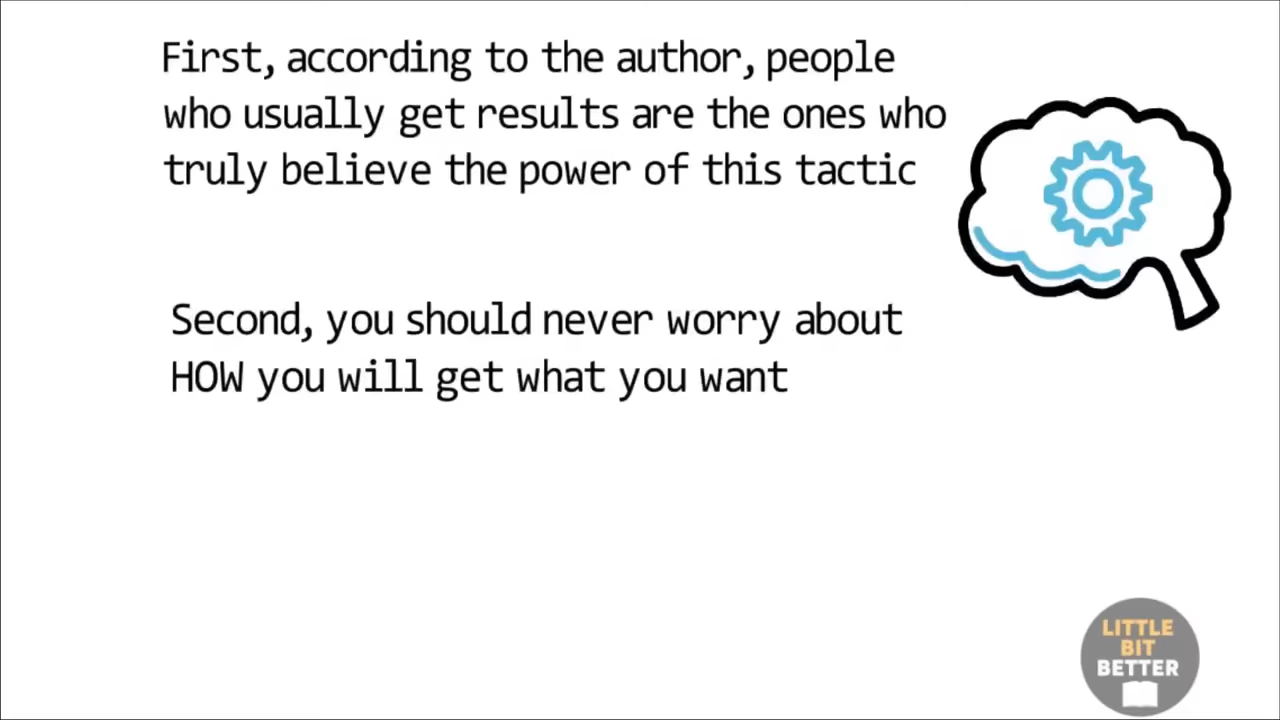 First, according to the author, people
who usually get results are the ones who
truly believe the power of this tactic
Second, you should never worry about
HOW you will get what you want
LITTLE
BIT
BETTER